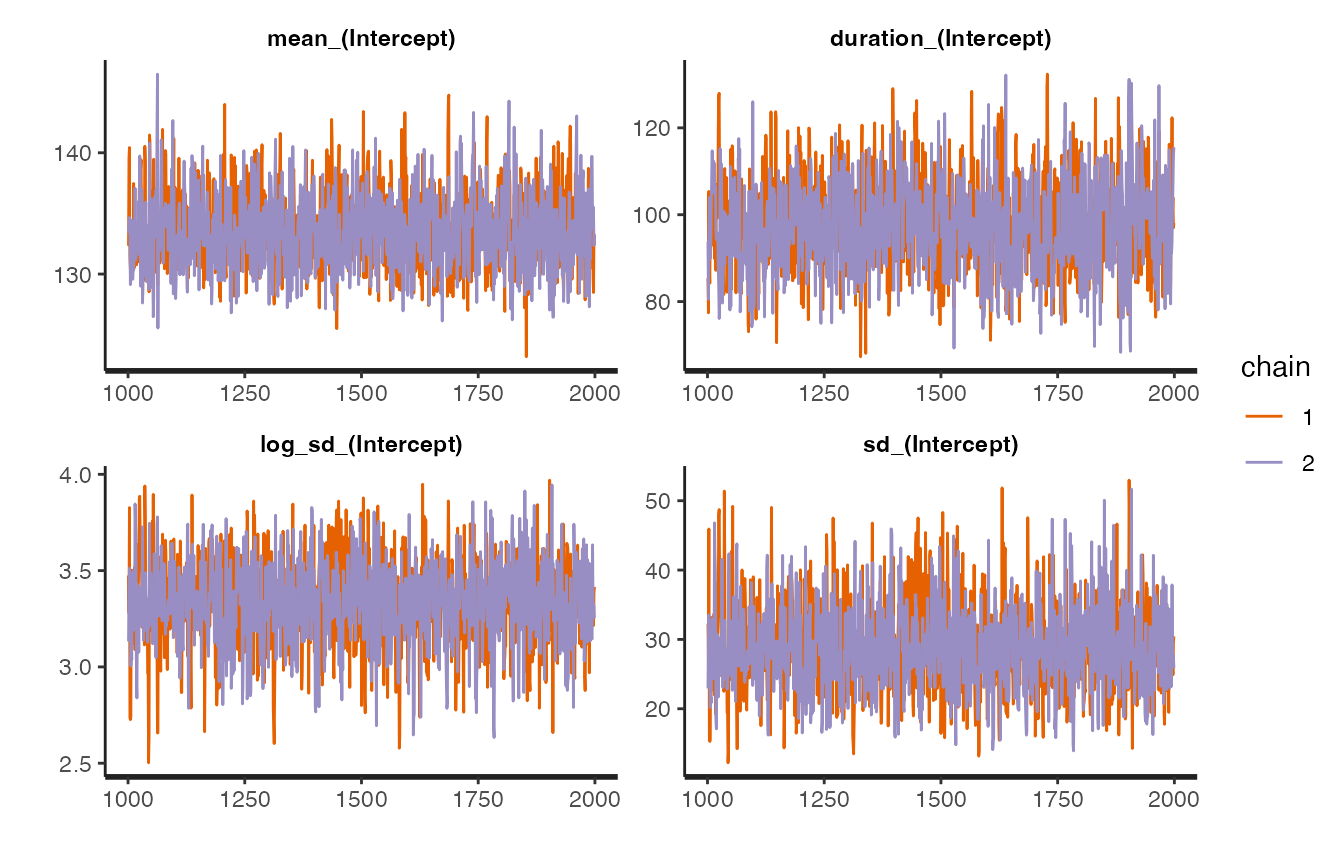 mean_(Intercept)
duration_(Intercept)
140
130
120
100
80
1000 1250 1500 1750 2000
1000 1250 1500 1750 2000
chain
1
2
log_sd_(Intercept)
sd_(Intercept)
4.0
3.5
3.0
2.5
50
40
30
20
1000 1250 1500 1750 2000
1000 1250 1500 1750 2000